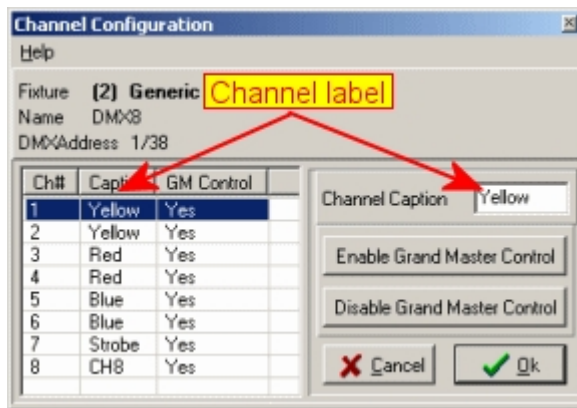 Channel Configuration
Help
Fixture (2) Generic
Channel label
Name DMX8
DMXAddress 1/38
Ch# Capti GM Control
1 Yellow Yes
2 Yellow Yes
3 Red Yes
4 Red Yes
5 Blue Yes
6 Blue Yes
7 Strobe Yes
8 CH8 Yes
Channel Caption Yellow
Enable Grand Master Control
Disable Grand Master Control
Cancel Ok